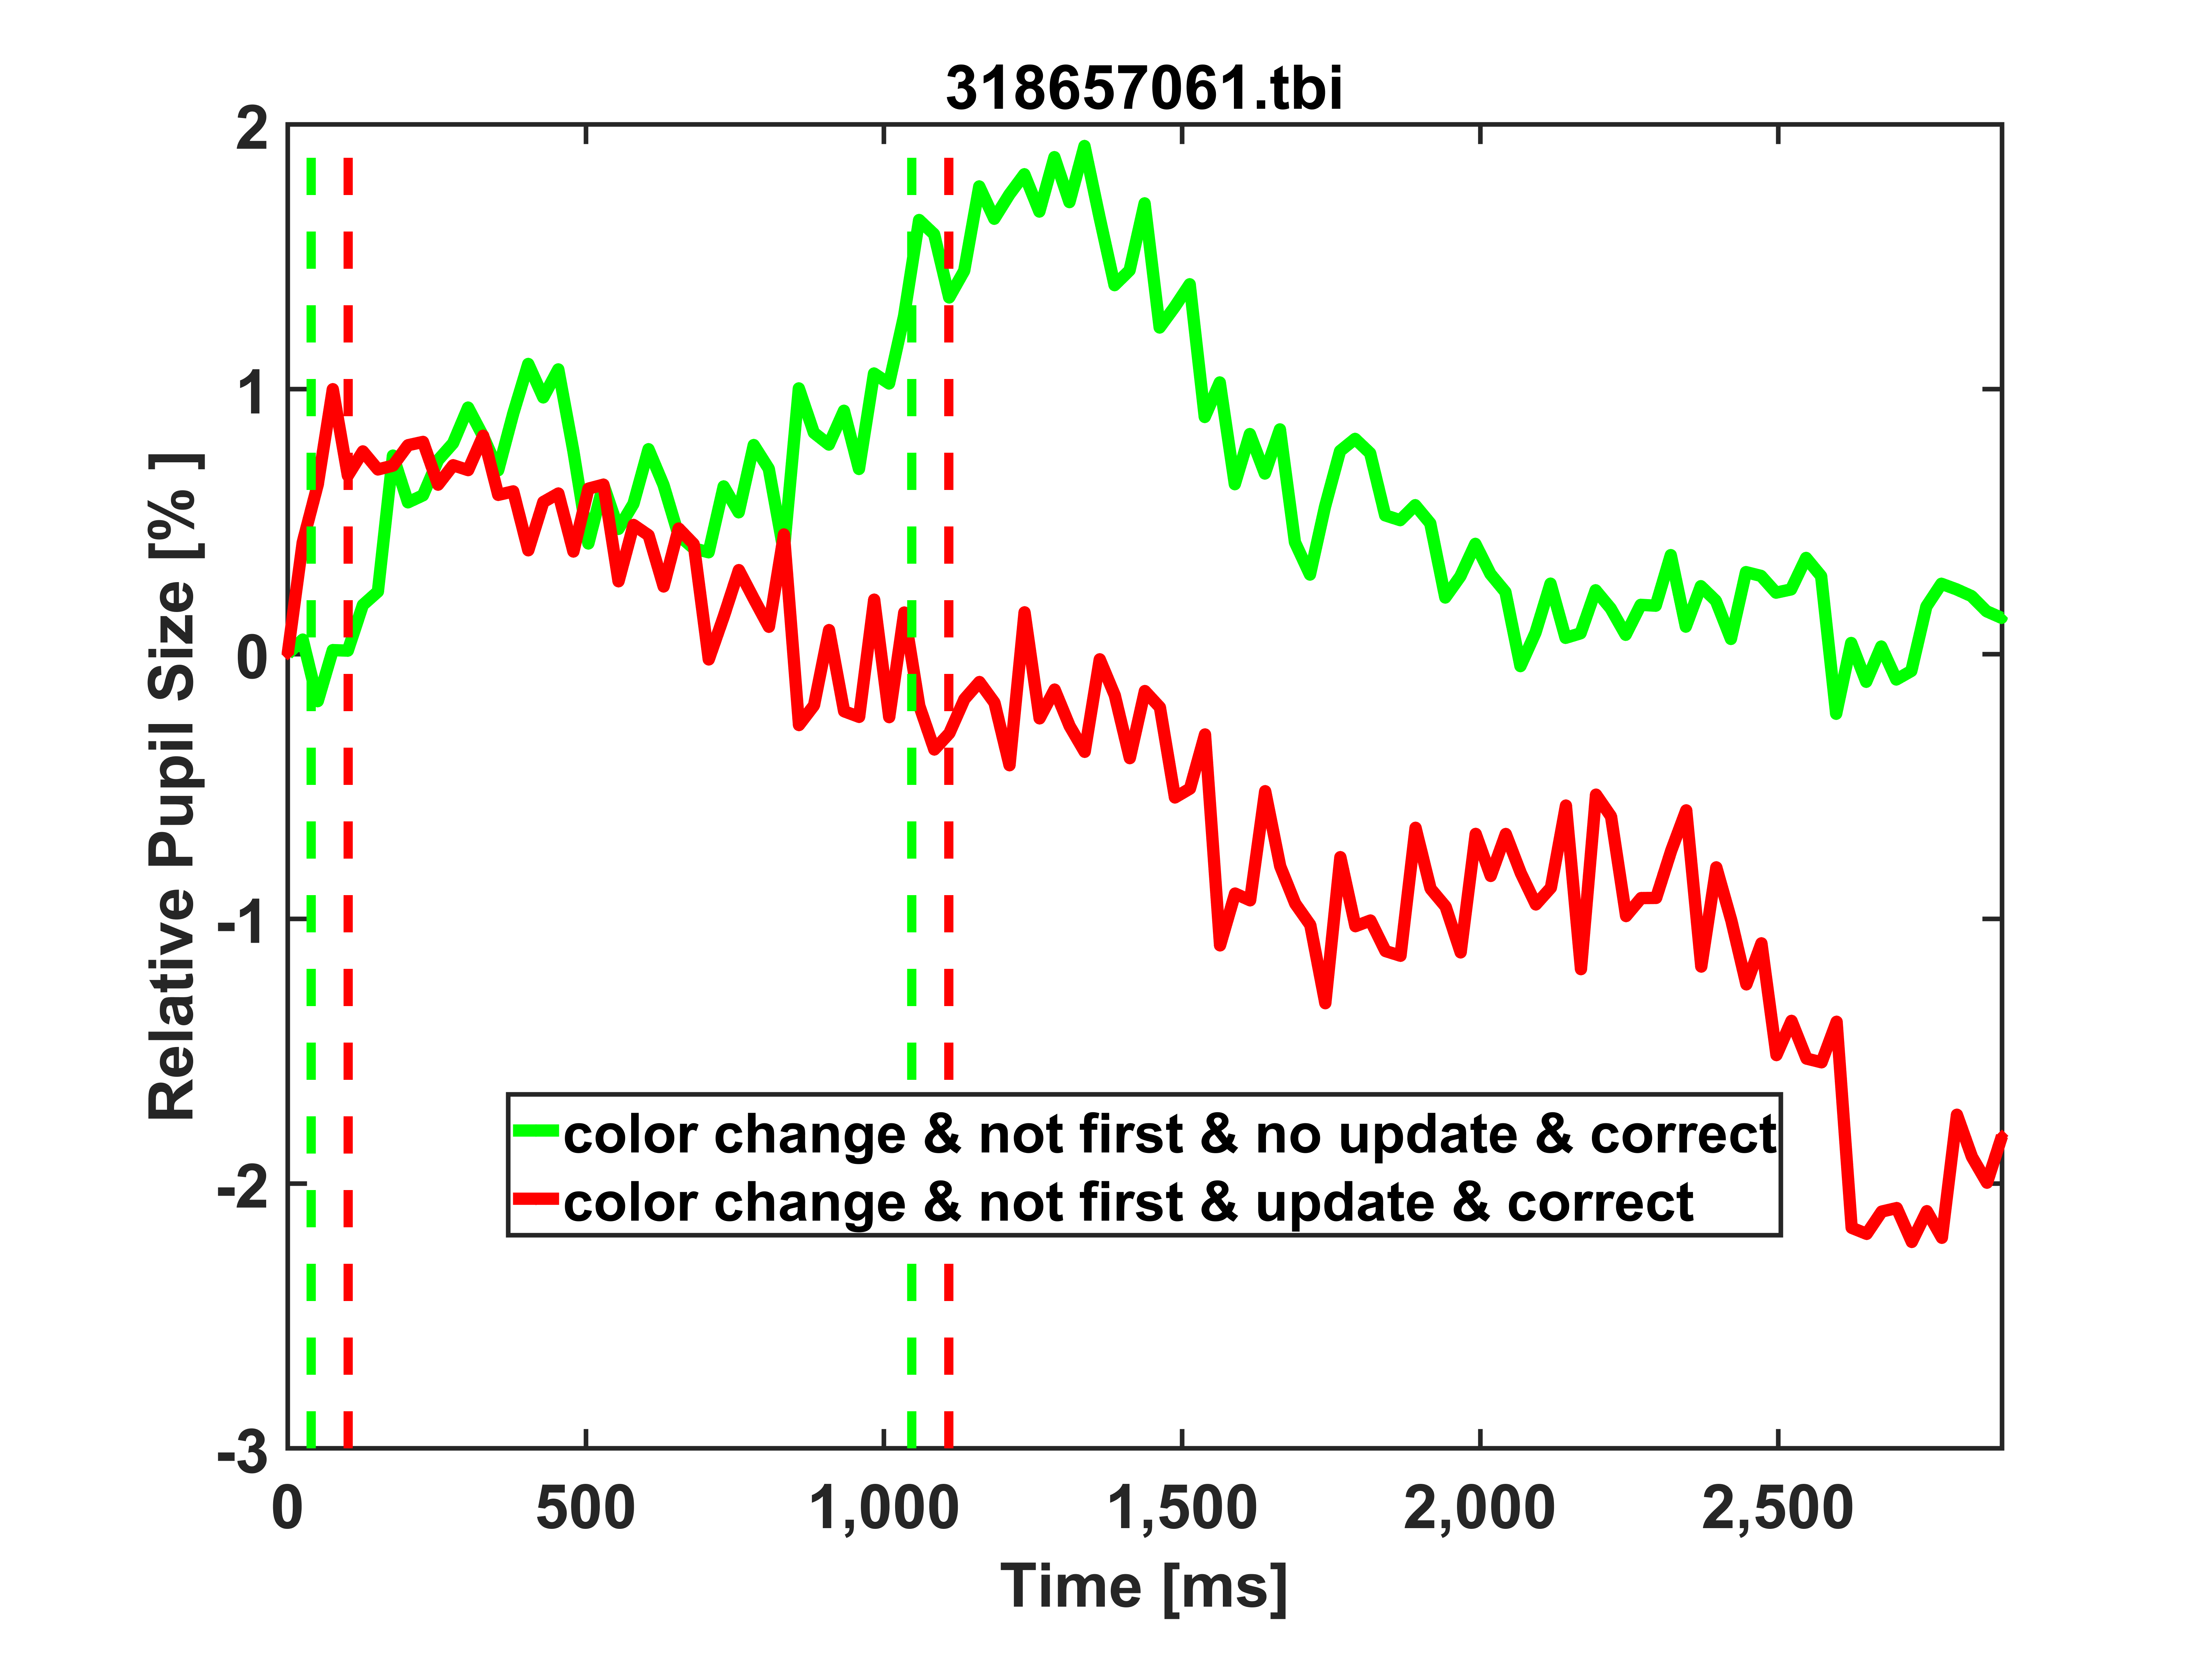 318657061.tbi
2
1
0
-1
-2
-3
Relative Pupil Size [% ]
color change & not first & no update & correct
color change & not first & update & correct
0 500 1,000 1,500 2,000 2,500
Time [ms]